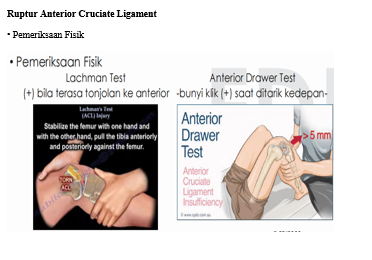 Ruptur Anterior Cruciate Ligament
• Pemeriksaan Fisik
• Pemeriksaan Fisik
Lachman Test
(+) bila terasa tonjolan ke anterior
Lachman's Test
(ACL) Injury
Stabilize the femur with one hand and
with the other hand, pull the tibia anteriorly
and posteriorly against the femur.
TORN
ACL
Anterior Drawer Test
-bunyi klik (+) saat ditarik kedepan-
Anterior
Drawer
Test
> 5 mm
Anterior
Cruciate
Ligament
Insufficiency